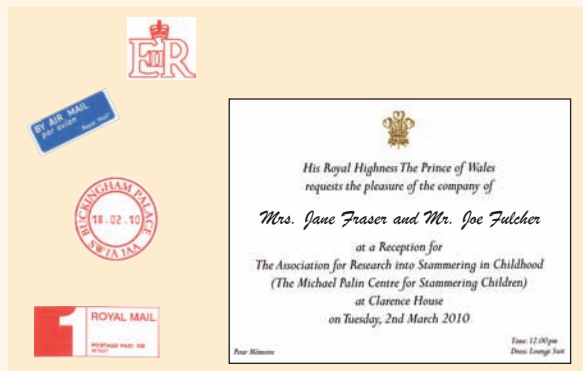 E II R
BY AIR MAIL
par avion
Royal Mail
BUCKINGHAM PALACE
18.02.10
SW1A 1AA
1
ROYAL MAIL
POSTAGE PAID GB
His Royal Highness The Prince of Wales
requests the pleasure of the company of
Mrs. Jane Fraser and Mr. Joe Fulcher
at a Reception for
The Association for Research into Stammering in Childhood
(The Michael Palin Centre for Stammering Children)
at Clarence House
on Tuesday, 2nd March 2010
Pour Mémoire
Time: 12.00pm
Dress: Lounge Suit